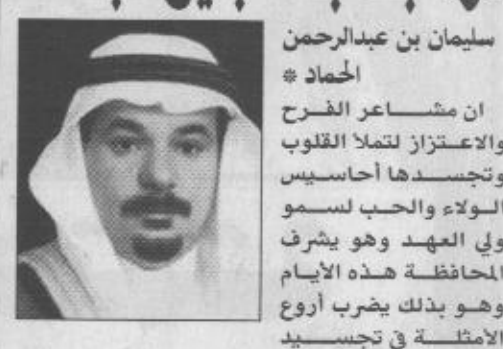 سليمان بن عبدالرحمن
الحماد *
ان مشاعر الفرح
والاعتزاز لتملأ القلوب
وتجسدها أحاسيس
الولاء والحب لسمو
ولي العهد وهو يشرف
المحافظة هذه الأيام
وهو بذلك يضرب أروع
الأمثلة في تجسيد